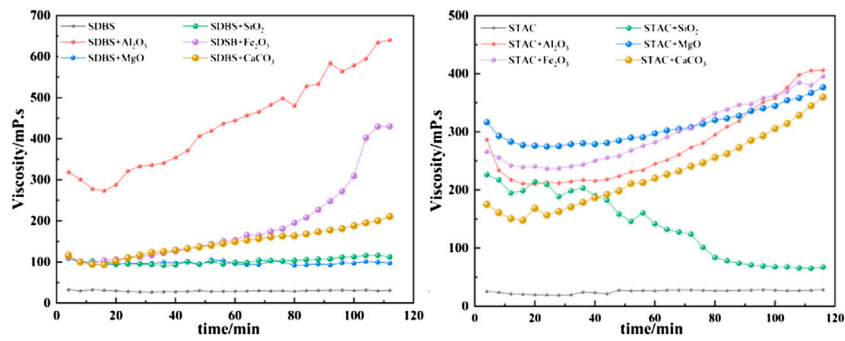 SDBS
SDBS+SiO₂
SDBS+Al₂O₃
SDSB+Fe₂O₃
SDBS+MgO
SDBS+CaCO₃
700
600
500
400
300
200
100
0
Viscosity/mP.s
0
20
40
60
80
100
120
time/min
STAC
STAC+SiO₂
STAC+Al₂O₃
STAC+MgO
STAC+Fe₂O₃
STAC+CaCO₃
500
400
300
200
100
0
Viscosity/mP.s
0
20
40
60
80
100
120
time/min